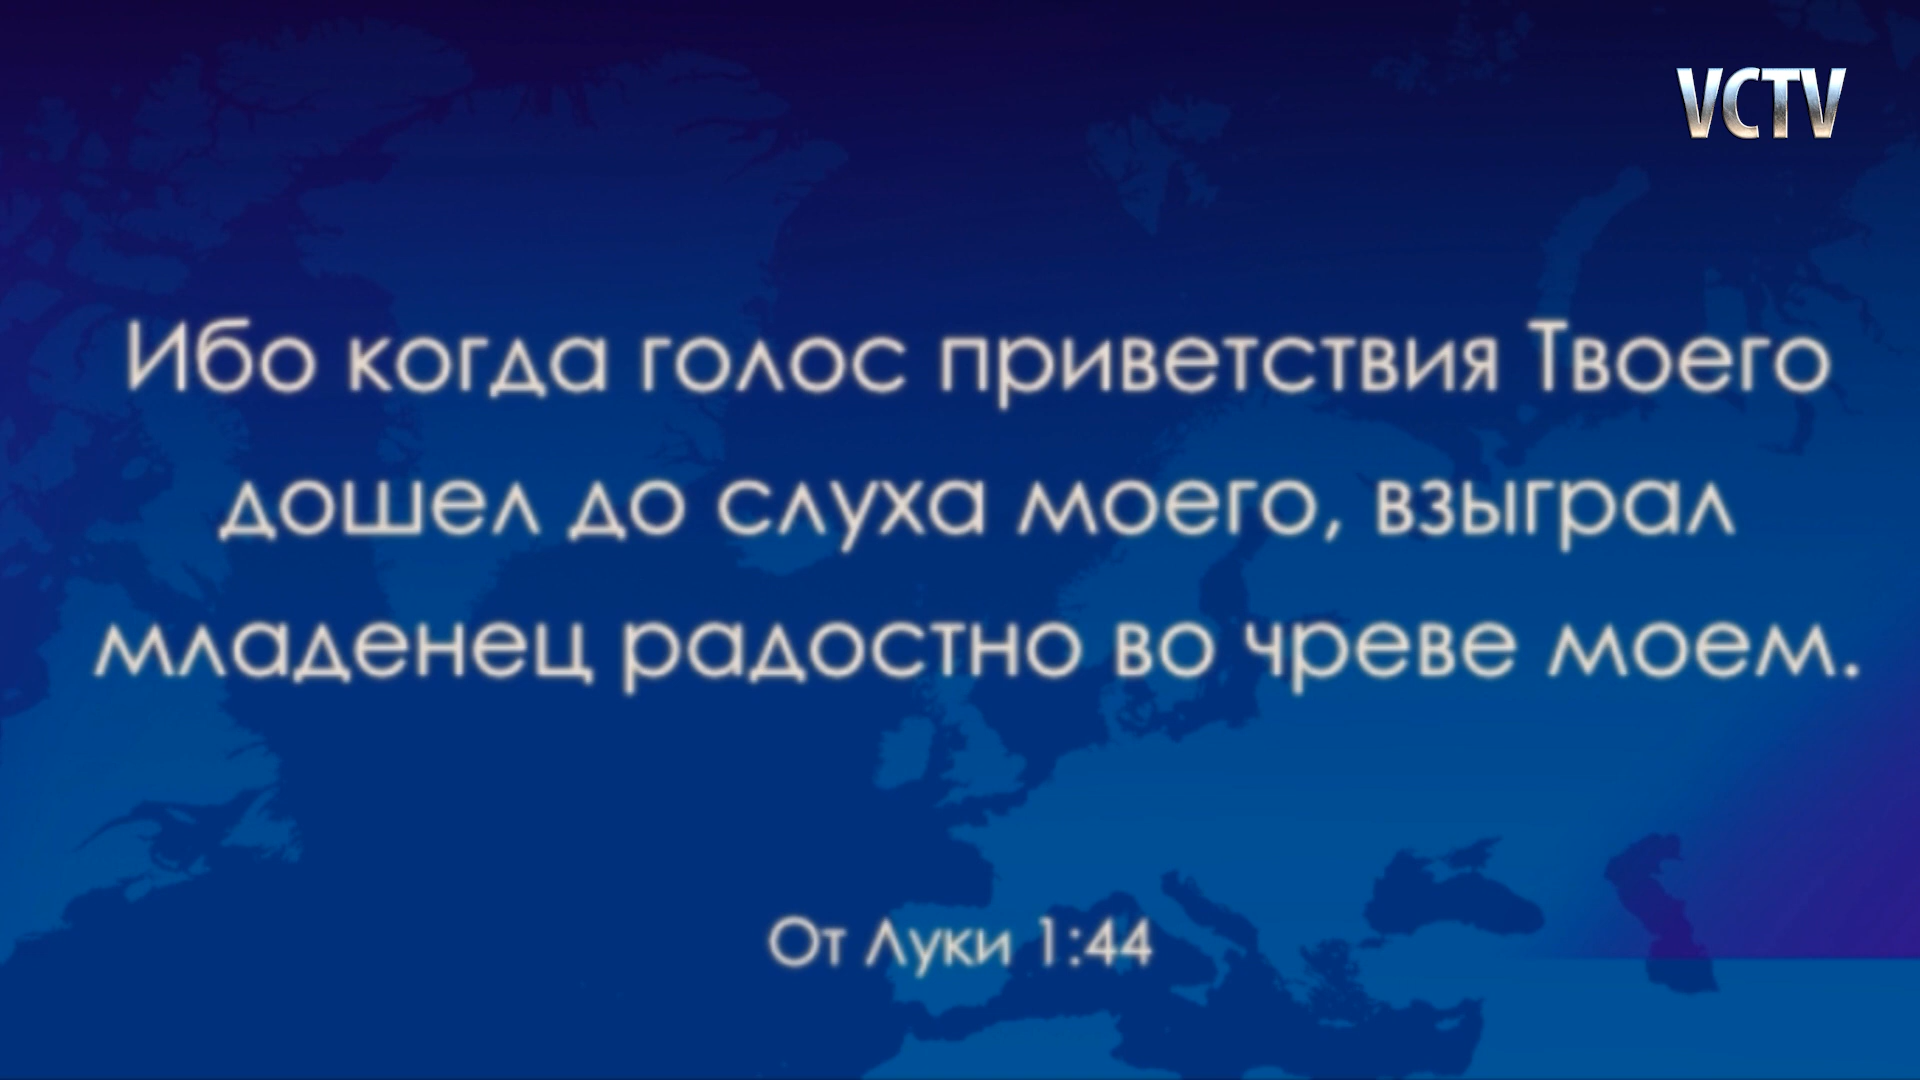 VCTV
Ибо когда голос приветствия Твоего
дошел до слуха моего, взыграл
младенец радостно во чреве моем.
От Луки 1:44